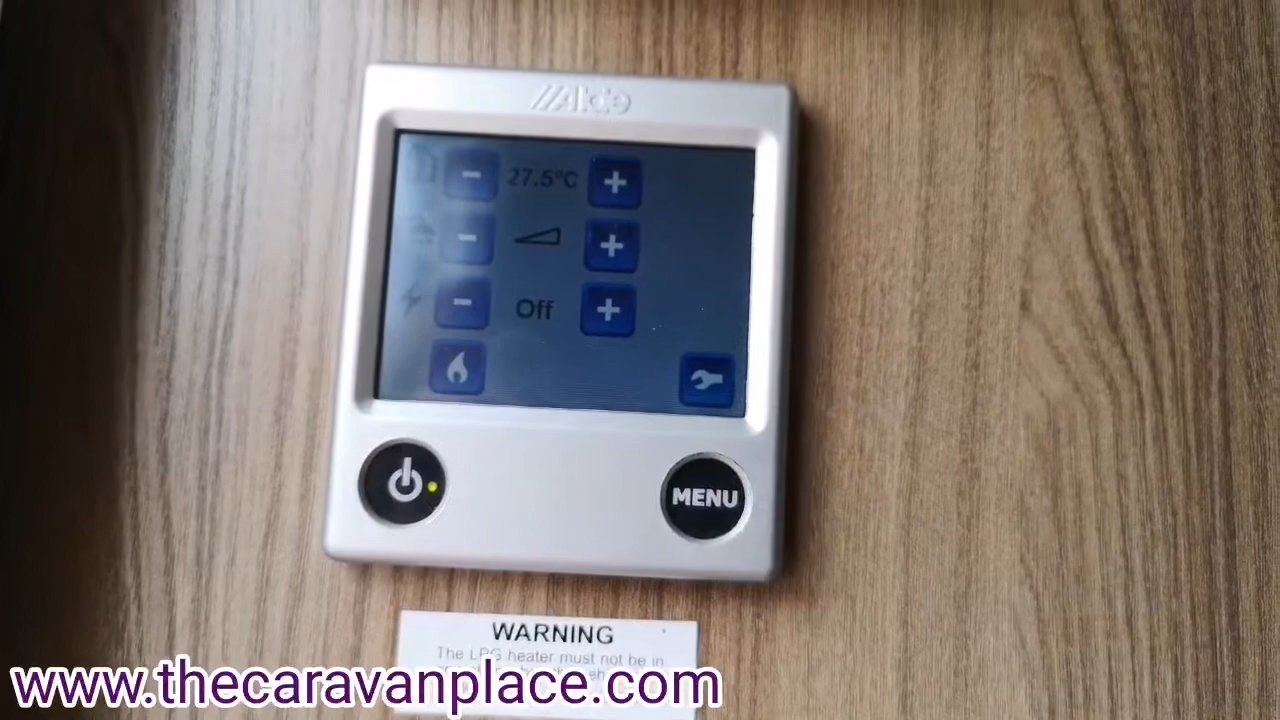 Alde
27.5°C
Off
MENU
WARNING
The LPG heater must not be in
www.thecaravanplace.com